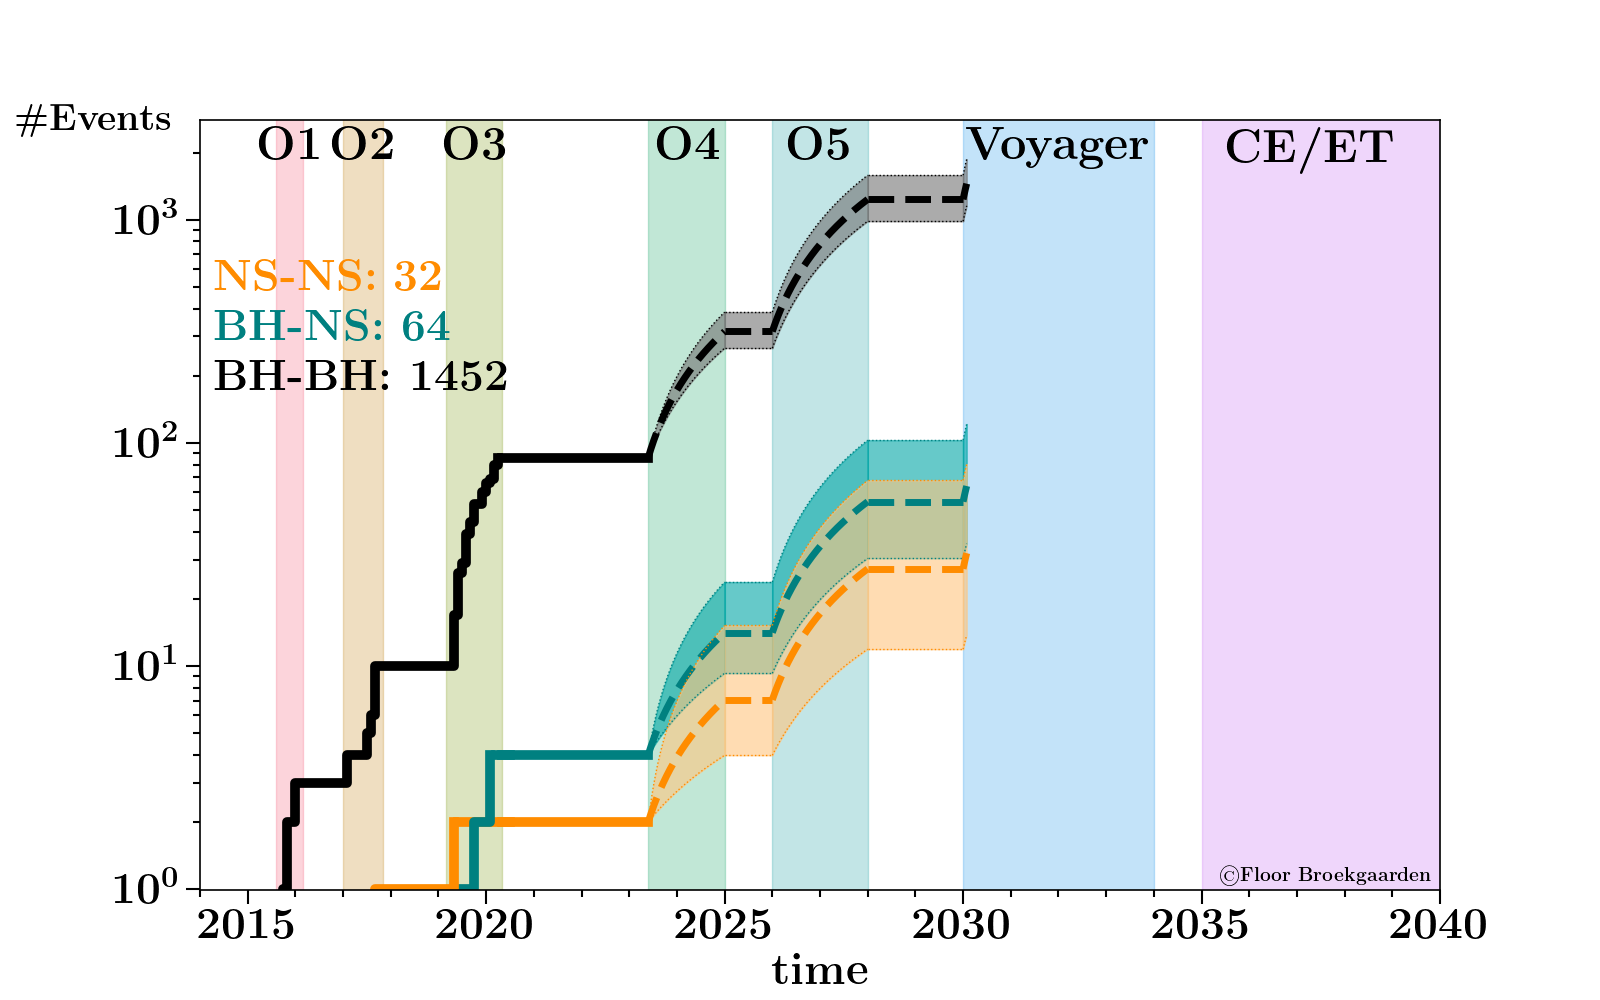 #Events
O1 O2 O3 O4 O5 Voyager CE/ET
10³
NS-NS: 32
BH-NS: 64
BH-BH: 1452
10²
10¹
10⁰
©Floor Broekgaarden
2015 2020 2025 2030 2035 2040
time